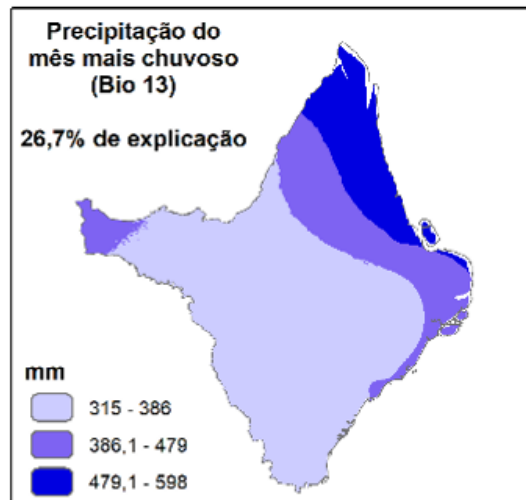 Precipitação do
mês mais chuvoso
(Bio 13)
26,7% de explicação
mm
315 - 386
386,1 - 479
479,1 - 598